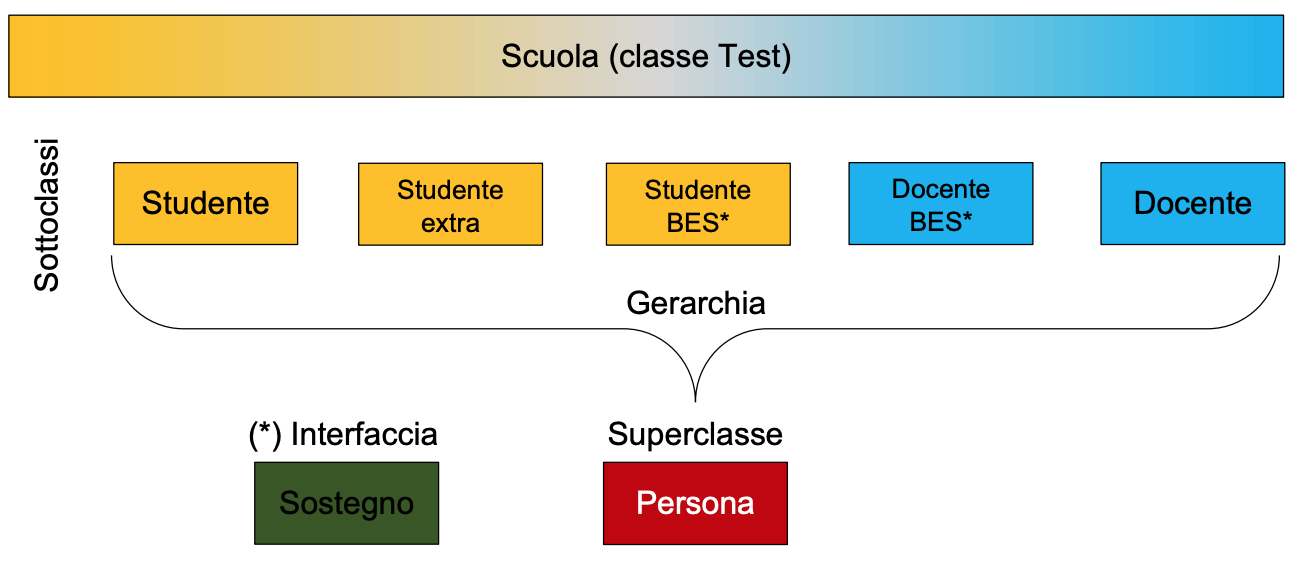 Scuola (classe Test)
Sottoclassi
Studente
Studente
extra
Studente
BES*
Docente
BES*
Docente
Gerarchia
(*) Interfaccia
Superclasse
Sostegno
Persona